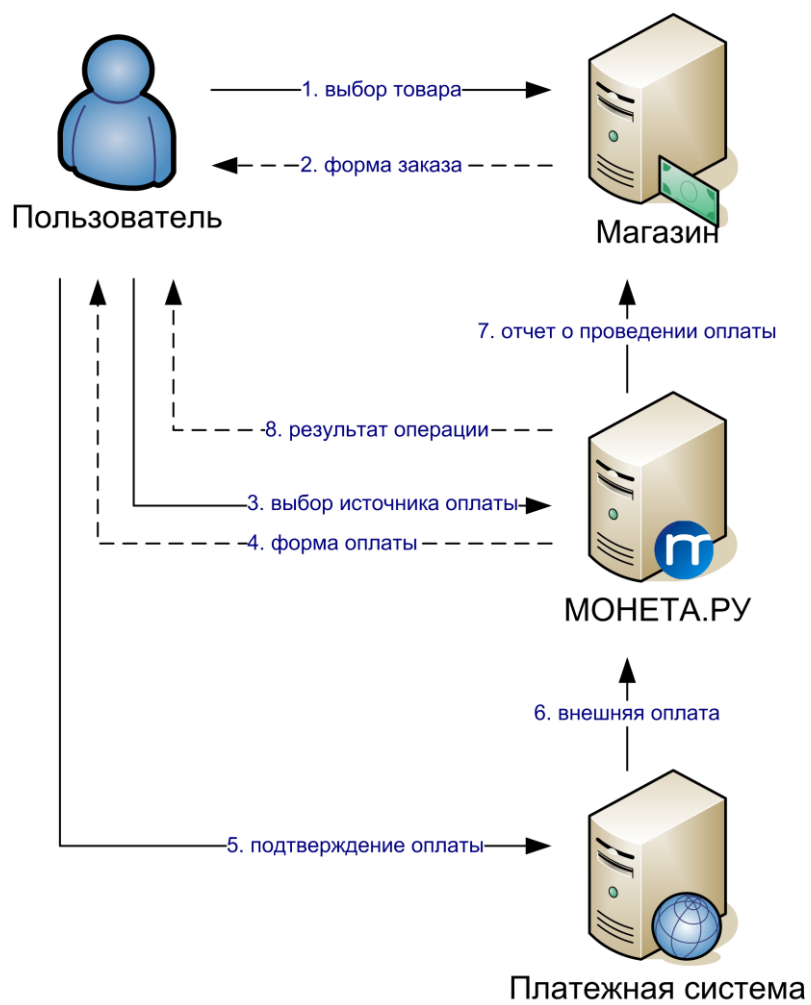 1. выбор товара
2. форма заказа
Пользователь
Магазин
7. отчет о проведении оплаты
8. результат операции
3. выбор источника оплаты
4. форма оплаты
m
МОНЕТА.РУ
6. внешняя оплата
5. подтверждение оплаты
Платежная система